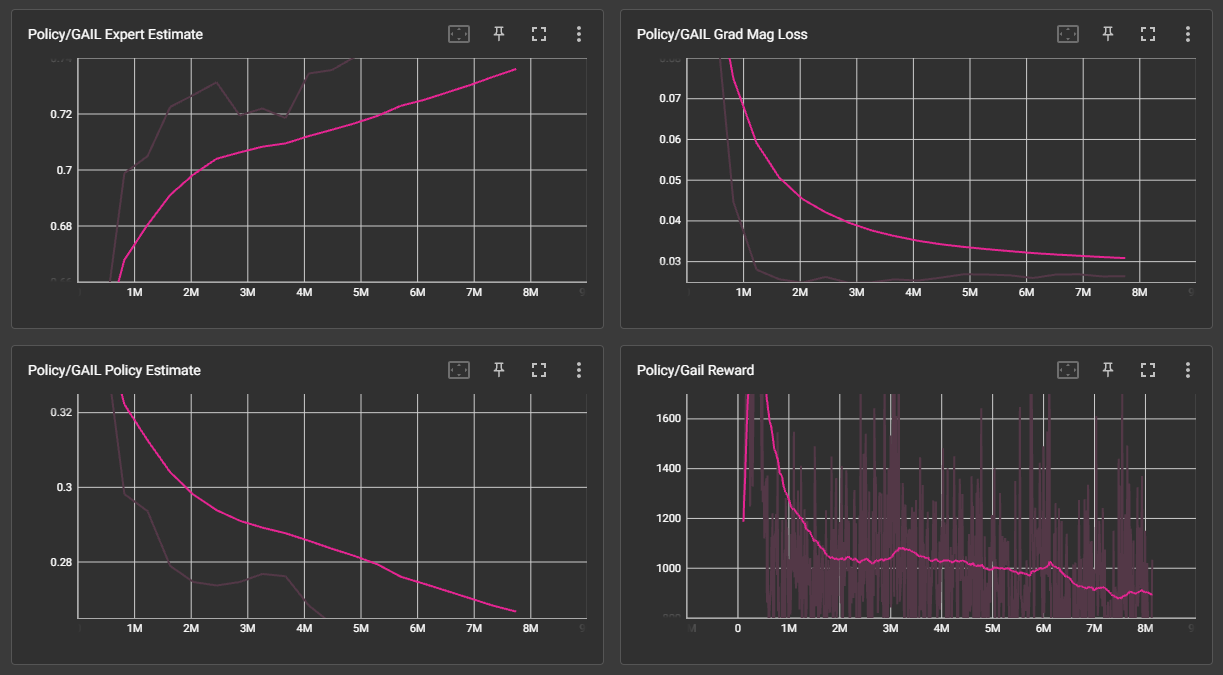 Policy/GAIL Expert Estimate
0.72
0.7
0.68
1M 2M 3M 4M 5M 6M 7M 8M
Policy/GAIL Grad Mag Loss
0.07
0.06
0.05
0.04
0.03
1M 2M 3M 4M 5M 6M 7M 8M
Policy/GAIL Policy Estimate
0.32
0.3
0.28
1M 2M 3M 4M 5M 6M 7M 8M
Policy/Gail Reward
1600
1400
1200
1000
0 1M 2M 3M 4M 5M 6M 7M 8M